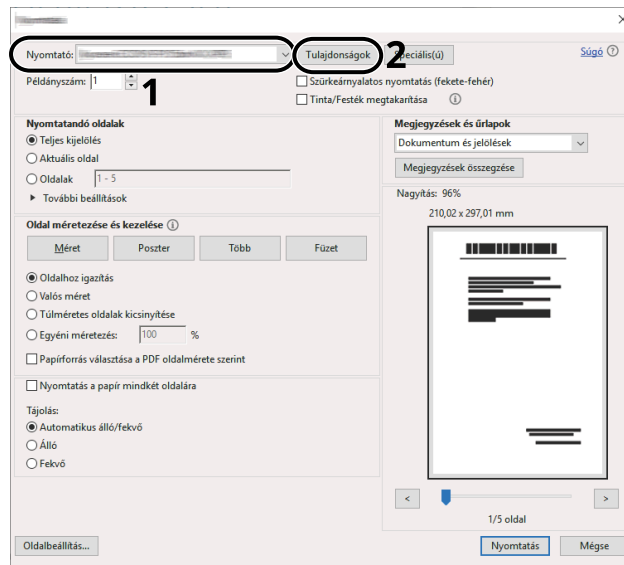 Nyomtató:
Tulajdonságok
2
Speciális(ú)
Súgó
Példányszám: 1
1
Szürkeárnyalatos nyomtatás (fekete-fehér)
Tinta/Festék megtakarítása
Nyomtatandó oldalak
Teljes kijelölés
Aktuális oldal
Oldalak 1 - 5
További beállítások
Megjegyzések és űrlapok
Dokumentum és jelölések
Megjegyzések összegzése
Oldal méretezése és kezelése
Méret Poszter Több Füzet
Oldalhoz igazítás
Valós méret
Túlméretes oldalak kicsinyítése
Egyéni méretezés: 100 %
Papírforrás választása a PDF oldalmérete szerint
Nyomtatás a papír mindkét oldalára
Tájolás:
Automatikus álló/fekvő
Álló
Fekvő
Nagyítás: 96%
210,02 x 297,01 mm
< >
1/5 oldal
Oldalbeállítás...
Nyomtatás Mégse